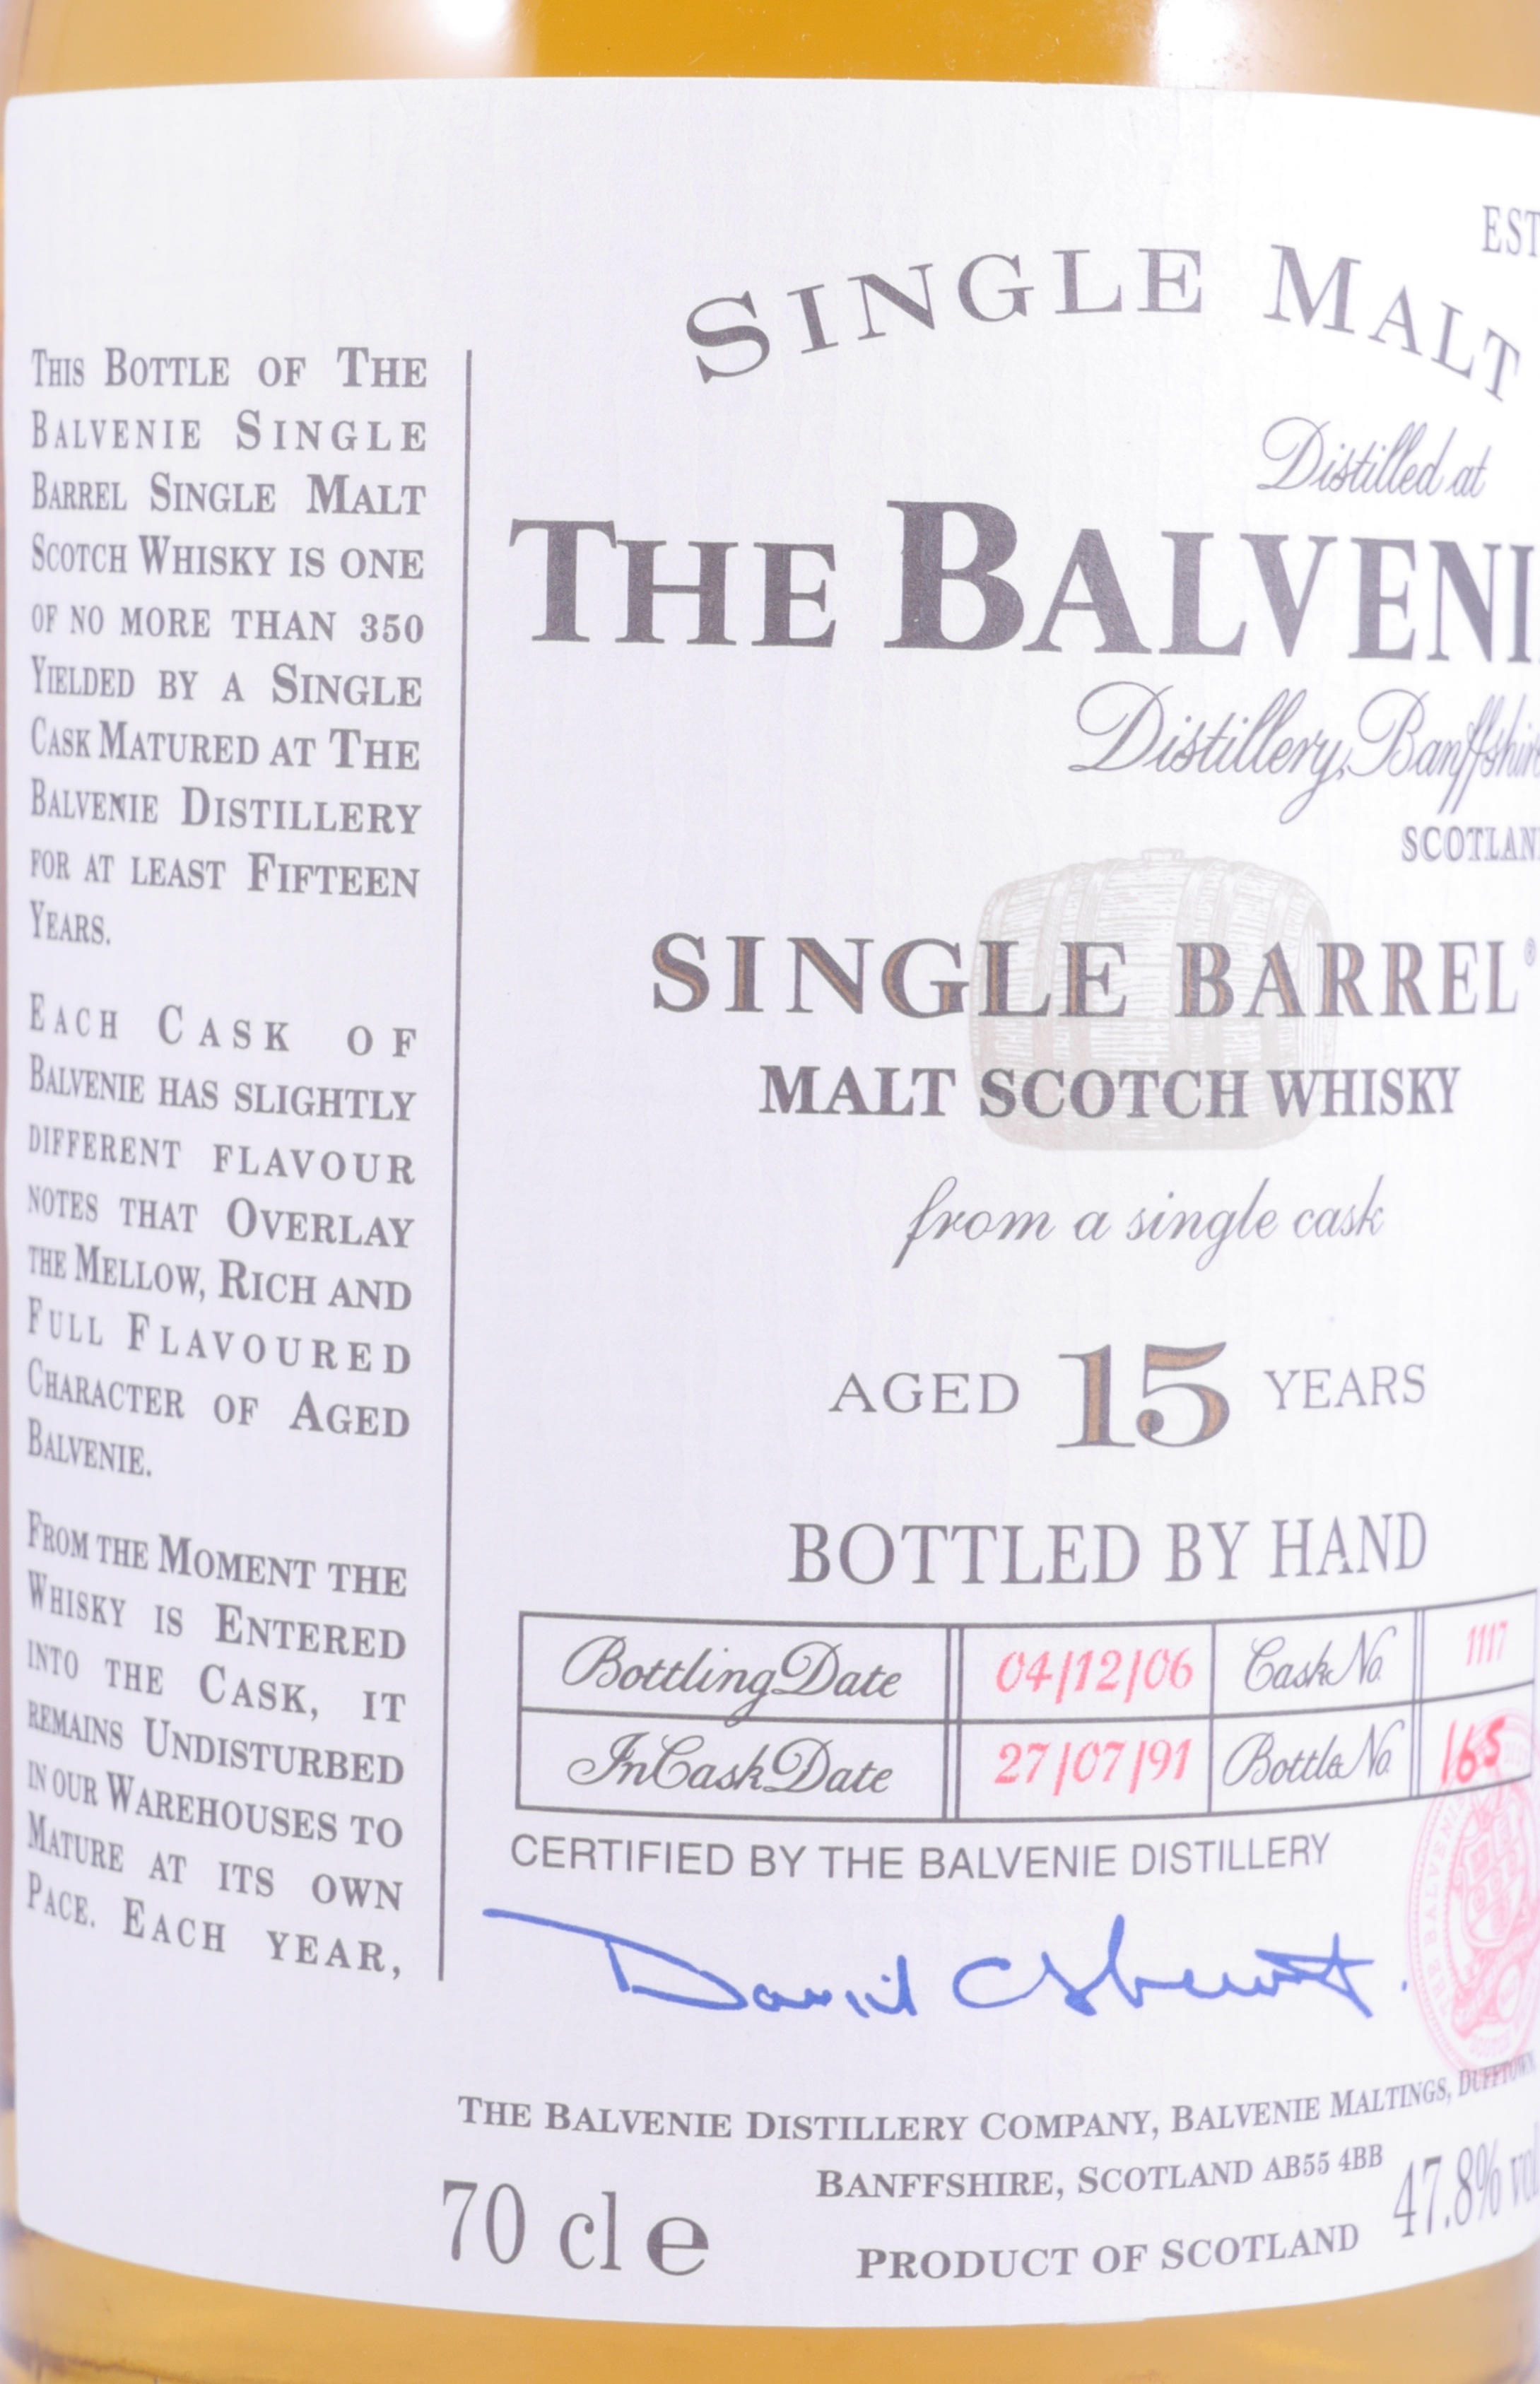 THIS BOTTLE OF THE
BALVENIE SINGLE
BARREL SINGLE MALT
SCOTCH WHISKY IS ONE
OF NO MORE THAN 350
YIELDED BY A SINGLE
CASK MATURED AT THE
BALVENIE DISTILLERY
FOR AT LEAST FIFTEEN
YEARS.
EACH CASK OF
BALVENIE HAS SLIGHTLY
DIFFERENT FLAVOUR
NOTES THAT OVERLAY
THE MELLOW, RICH AND
FULL FLAVOURED
CHARACTER OF AGED
BALVENIE.
FROM THE MOMENT THE
WHISKY IS ENTERED
INTO THE CASK, IT
REMAINS UNDISTURBED
IN OUR WAREHOUSES TO
MATURE AT ITS OWN
PACE. EACH YEAR,
EST
SINGLE MALT
Distilled at
THE BALVENI
Distillery, Banffshire
SCOTLAN
SINGLE BARREL®
MALT SCOTCH WHISKY
from a single cask
AGED 15 YEARS
BOTTLED BY HAND
Bottling Date 04/12/06 Cask No. 1117
In Cask Date 27/07/91 Bottle No. 165
CERTIFIED BY THE BALVENIE DISTILLERY
David
THE BALVENIE
THE BALVENIE DISTILLERY COMPANY, BALVENIE MALTINGS, DUFFTOWN,
BANFFSHIRE, SCOTLAND AB55 4BB
70 cl e
PRODUCT OF SCOTLAND
47.8% vol